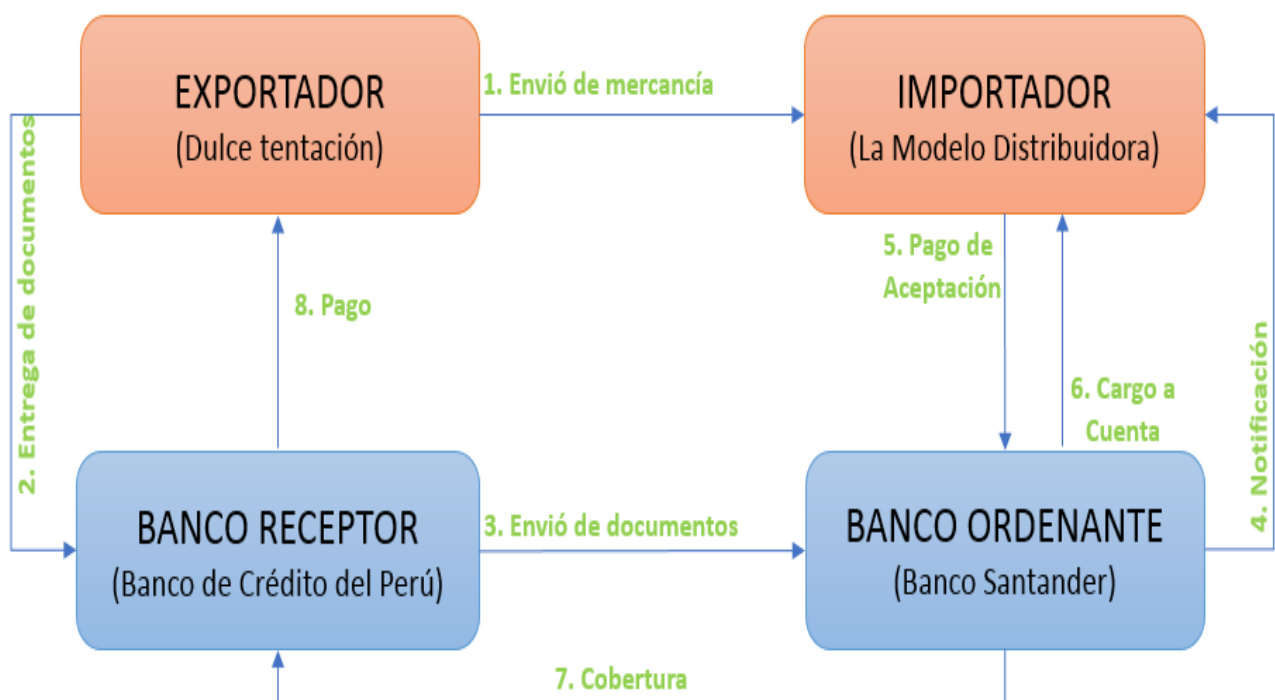 EXPORTADOR
(Dulce tentación)
1. Envió de mercancía
IMPORTADOR
(La Modelo Distribuidora)
2. Entrega de documentos
8. Pago
5. Pago de
Aceptación
6. Cargo a
Cuenta
4. Notificación
BANCO RECEPTOR
(Banco de Crédito del Perú)
3. Envió de documentos
BANCO ORDENANTE
(Banco Santander)
7. Cobertura